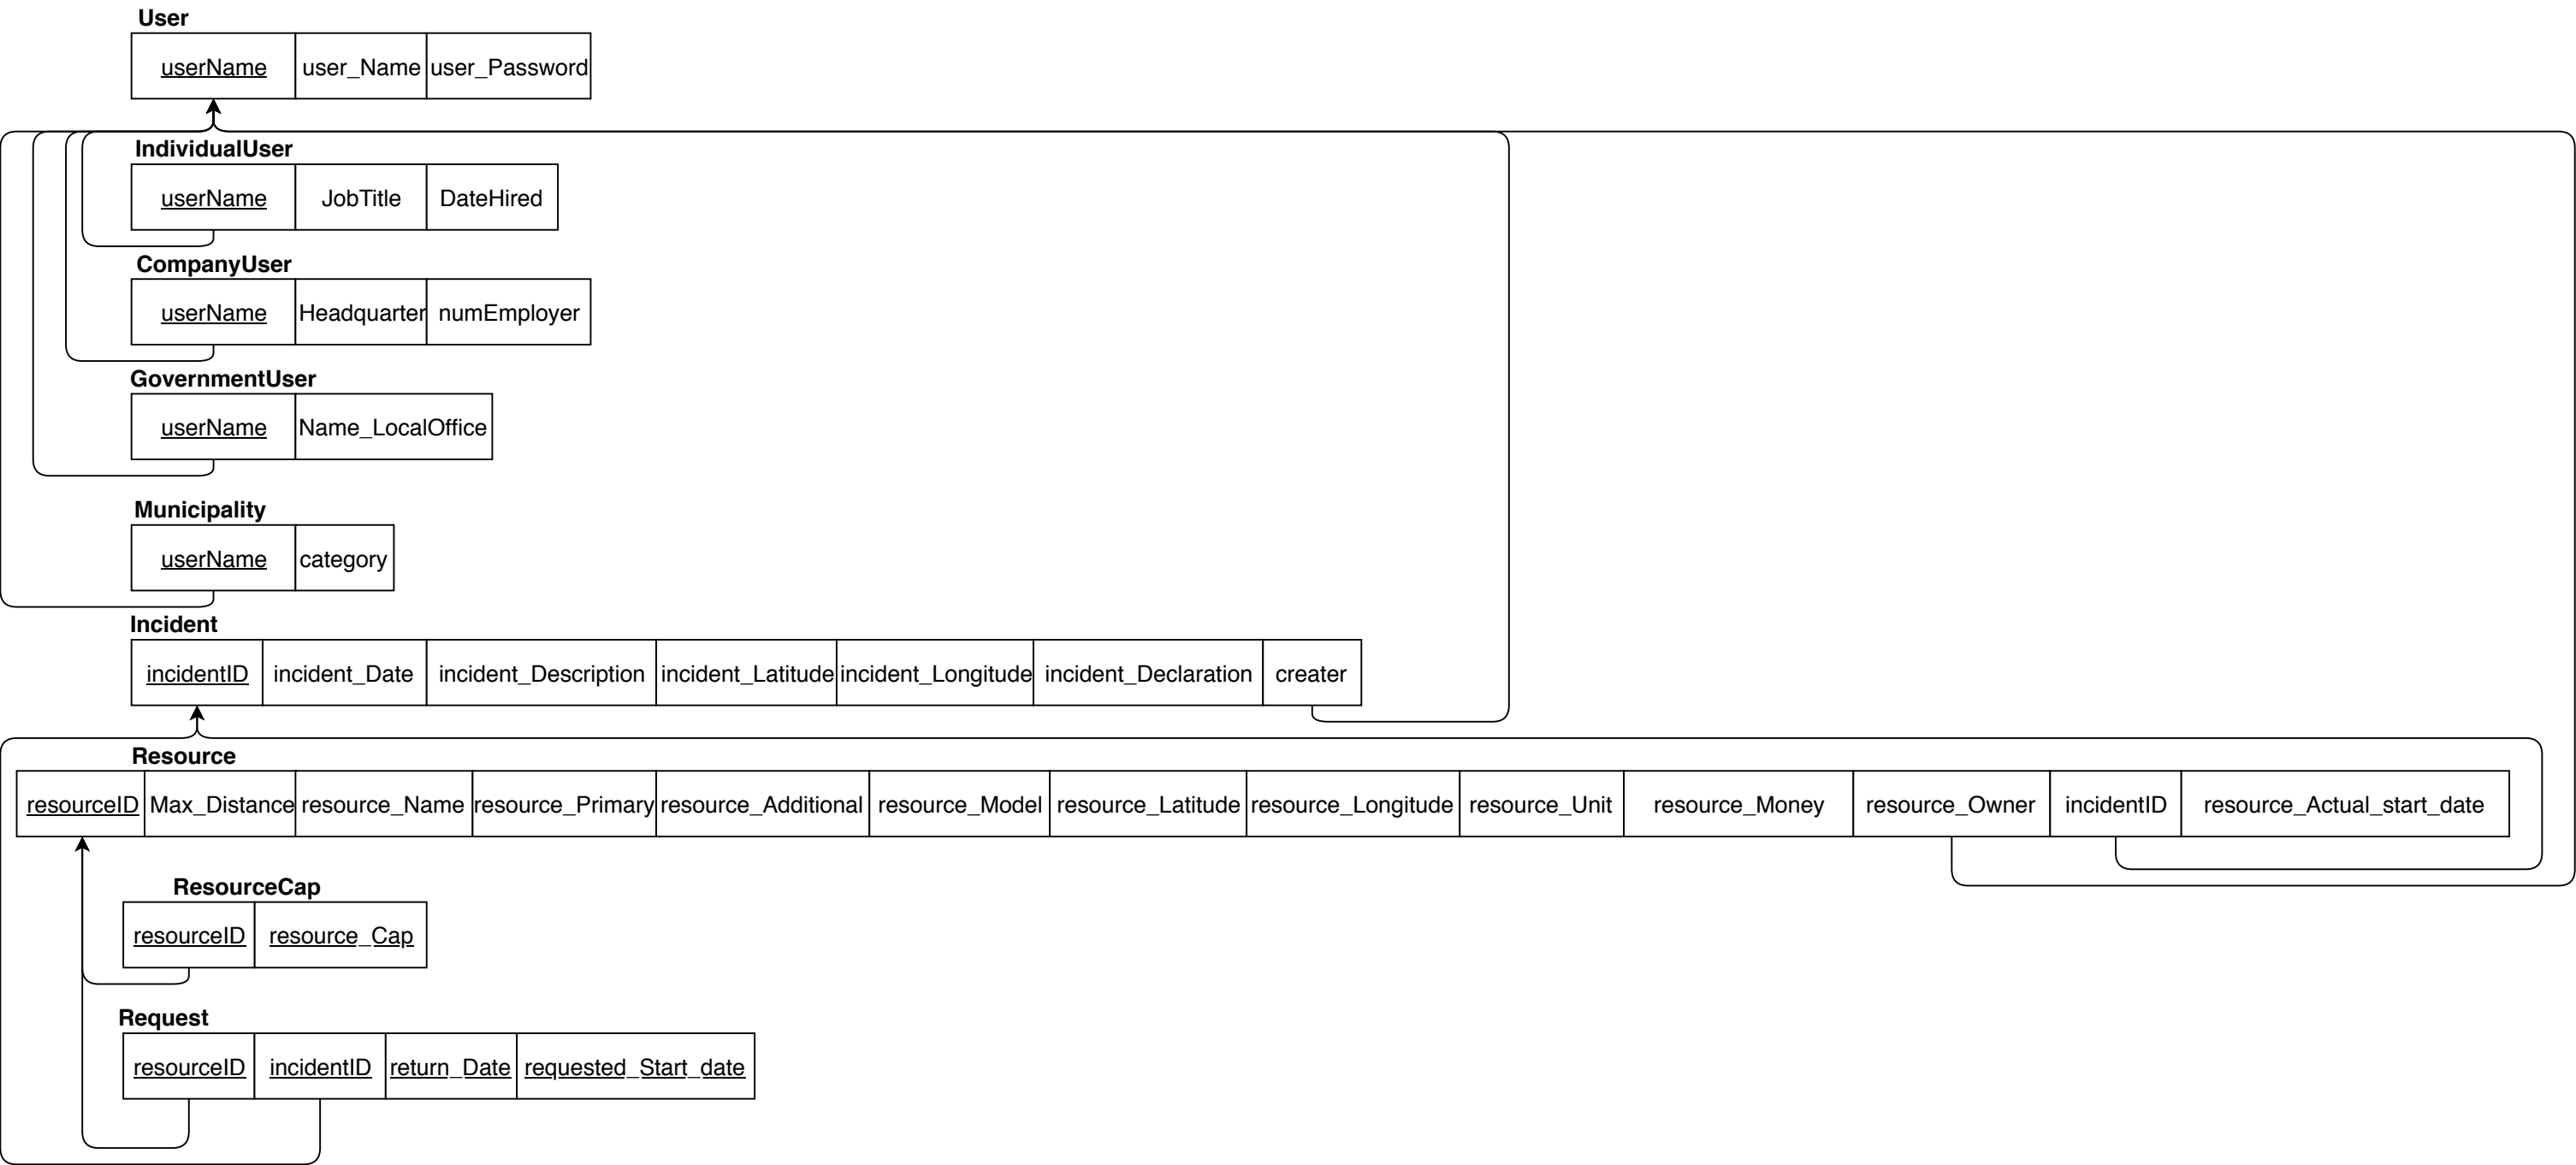 User
userName user_Name user_Password
IndividualUser
userName JobTitle DateHired
CompanyUser
userName Headquarter numEmployer
GovernmentUser
userName Name_LocalOffice
Municipality
userName category
Incident
incidentID incident_Date incident_Description incident_Latitude incident_Longitude incident_Declaration creater
Resource
resourceID Max_Distance resource_Name resource_Primary resource_Additional resource_Model resource_Latitude resource_Longitude resource_Unit resource_Money resource_Owner incidentID resource_Actual_start_date
ResourceCap
resourceID resource_Cap
Request
resourceID incidentID return_Date requested_Start_date